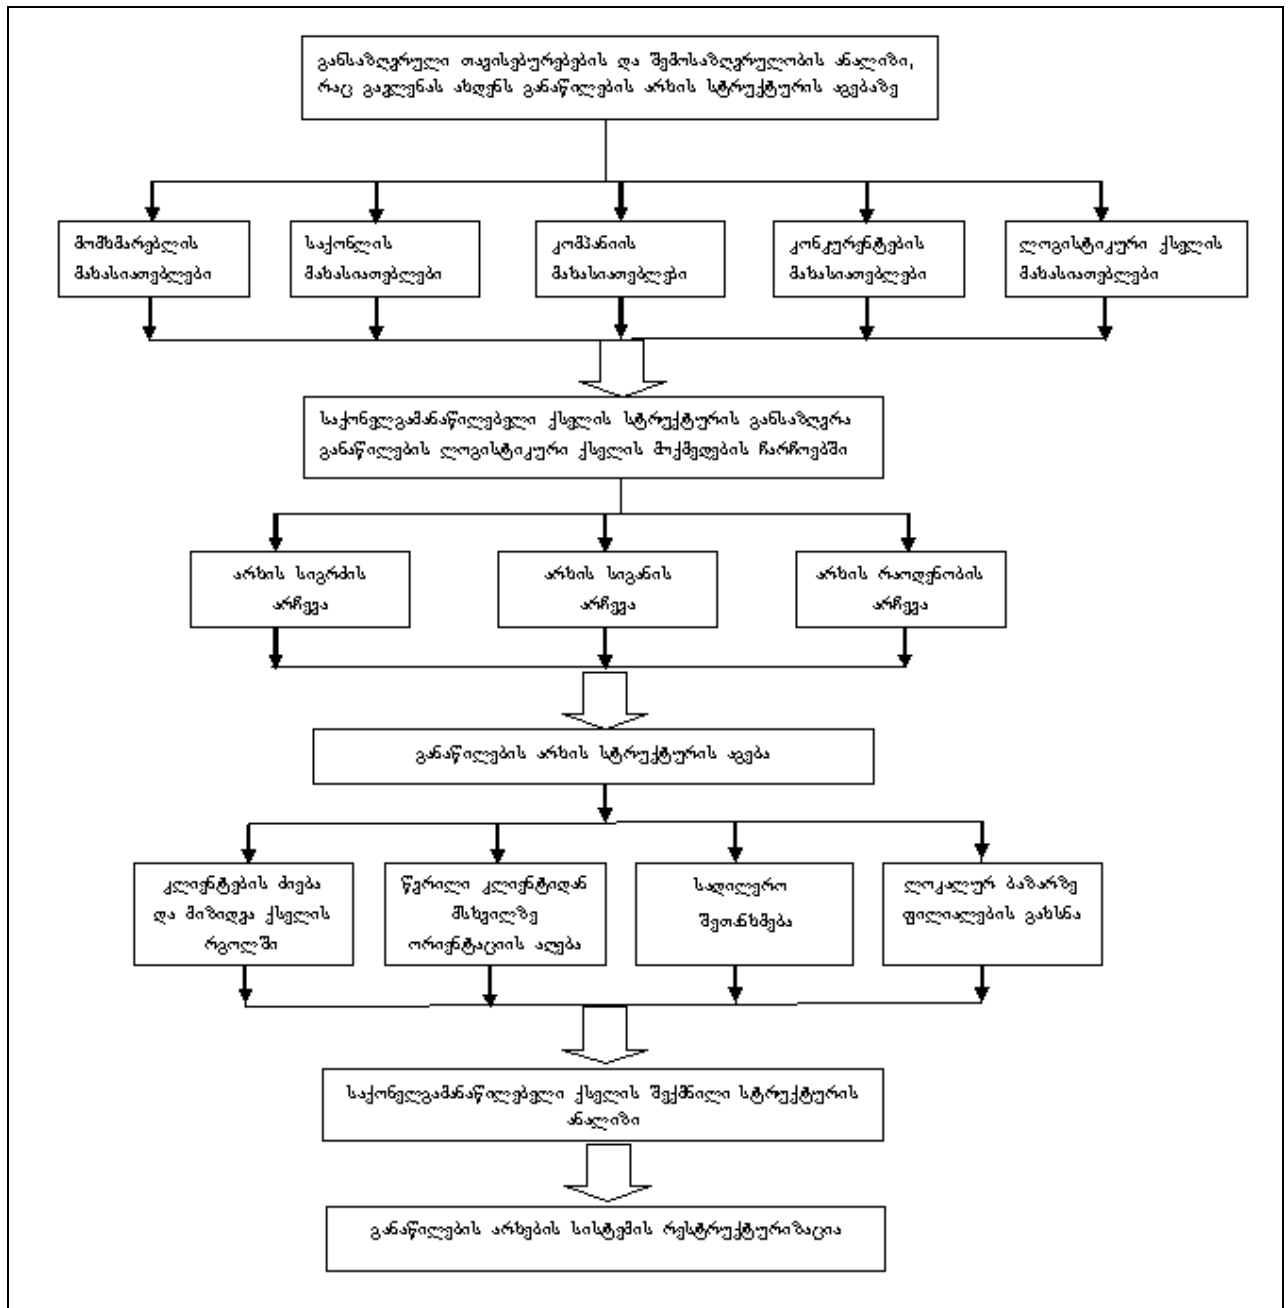 განსაზღვრული თავისებურებების და შემოსაზღვრულობის ანალიზი,
რაც გავლენას ახდენს განაწილების არხის სტრუქტურის აგებაზე
მომხმარებლის
მახასიათებლები
საქონლის
მახასიათებლები
კომპანიის
მახასიათებლები
კონკურენტების
მახასიათებლები
ლოგისტიკური ქსელის
მახასიათებლები
საქონელგამანაწილებელი ქსელის სტრუქტურის განსაზღვრა
განაწილების ლოგისტიკური ქსელის მოქმედების ჩარჩოებში
არხის სიგრძის
არჩევა
არხის სიგანის
არჩევა
არხის რაოდენობის
არჩევა
განაწილების არხის სტრუქტურის აგება
კლიენტების ძიება
და მიზიდვა ქსელის
რგოლში
წვრილი კლიენტიდან
მსხვილზე
ორიენტაციის აღება
სადილერო
შეთანხმება
ლოკალურ ბაზარზე
ფილიალების გახსნა
საქონელგამანაწილებელი ქსელის შექმნილი სტრუქტურის
ანალიზი
განაწილების არხების სისტემის რესტრუქტურიზაცია